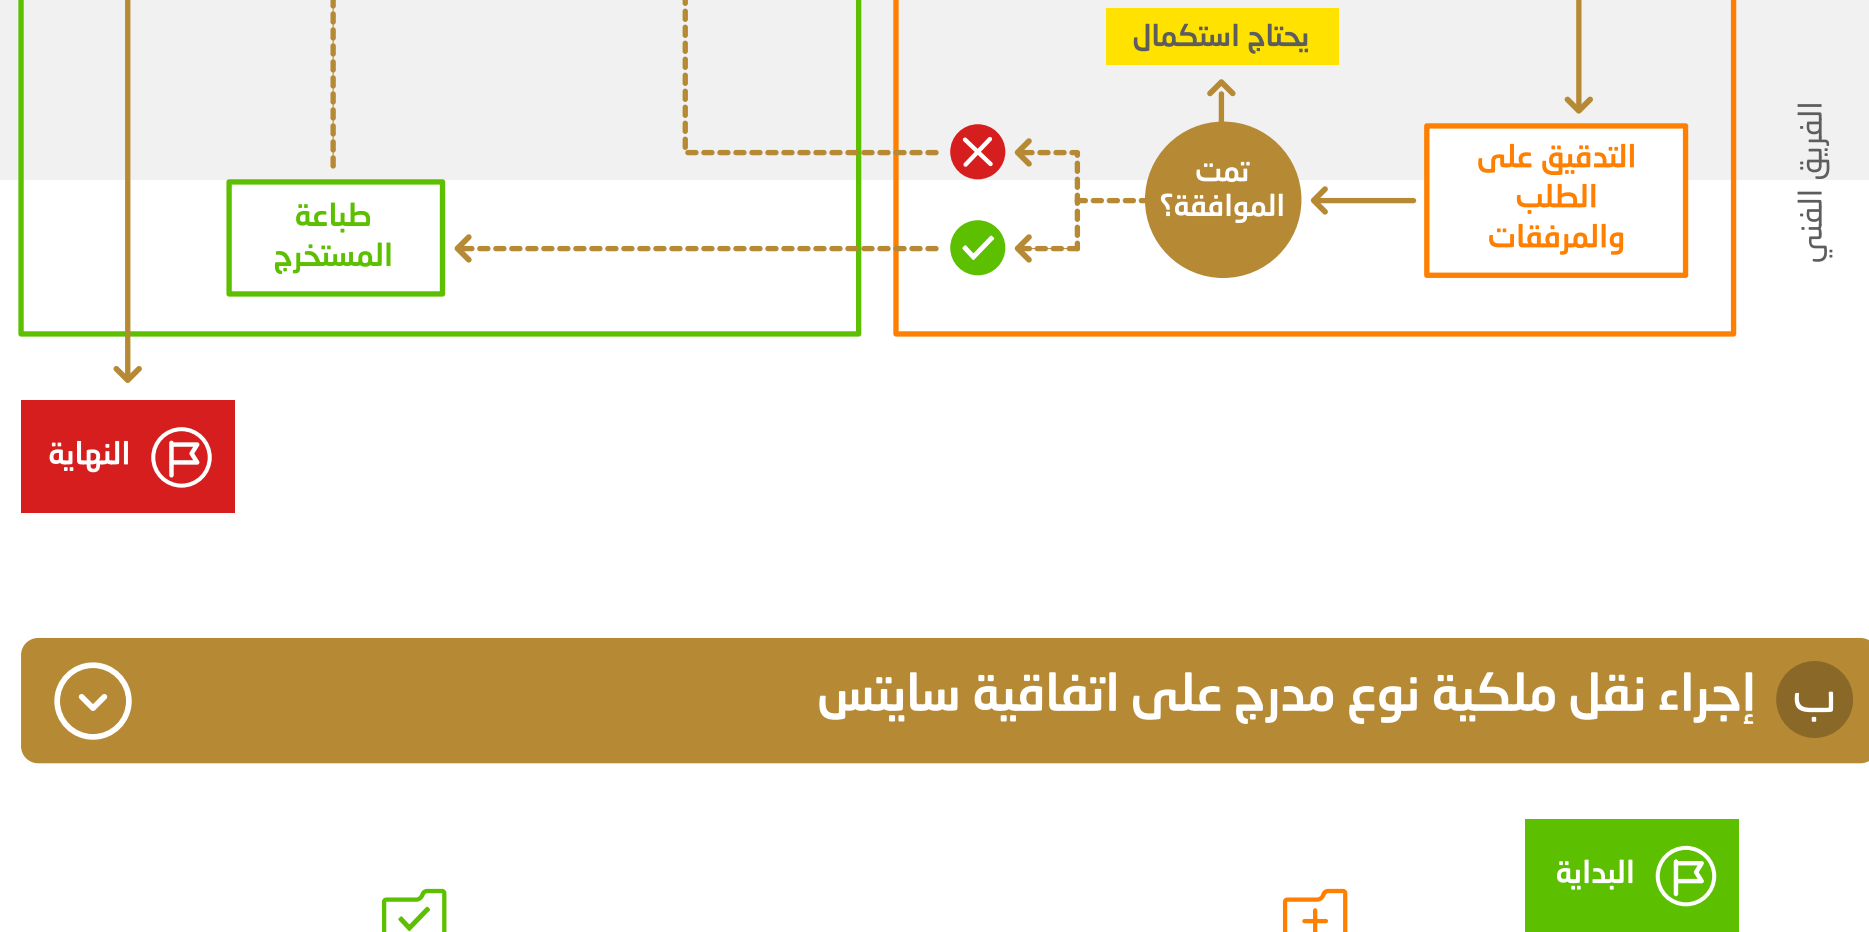 يحتاج استكمال
الفريق الفني
التدقيق على
الطلب
والمرفقات
تمت
الموافقة؟
طباعة
المستخرج
النهاية
ب
إجراء نقل ملكية نوع مدرج على اتفاقية سايتس
البداية